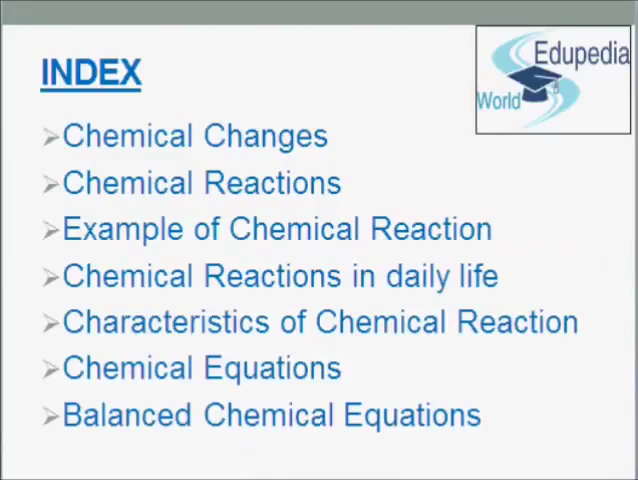 INDEX
Edupedia
World
Chemical Changes
Chemical Reactions
Example of Chemical Reaction
Chemical Reactions in daily life
Characteristics of Chemical Reaction
Chemical Equations
Balanced Chemical Equations